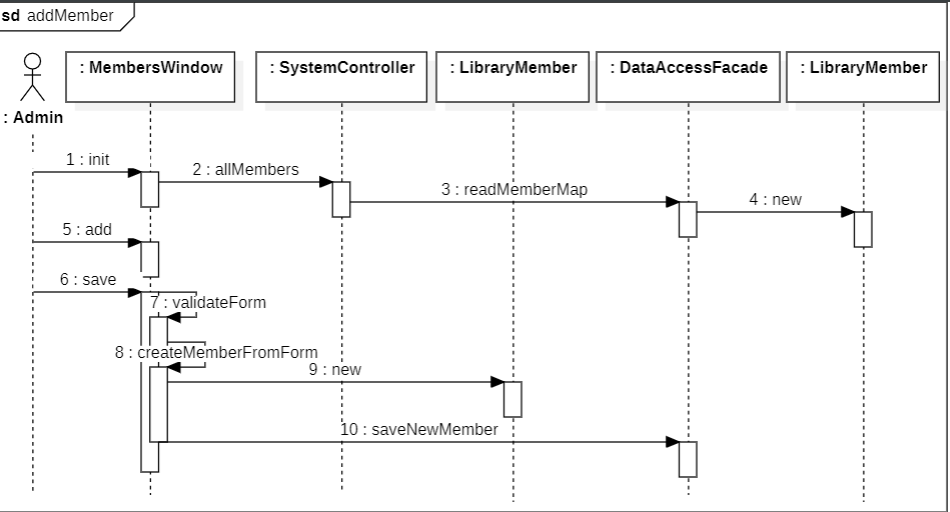 sd addMember
: MembersWindow
: SystemController
: LibraryMember
: DataAccessFacade
: LibraryMember
: Admin
1 : init
2 : allMembers
3 : readMemberMap
4 : new
5 : add
6 : save
7 : validateForm
8 : createMemberFromForm
9 : new
10 : saveNewMember